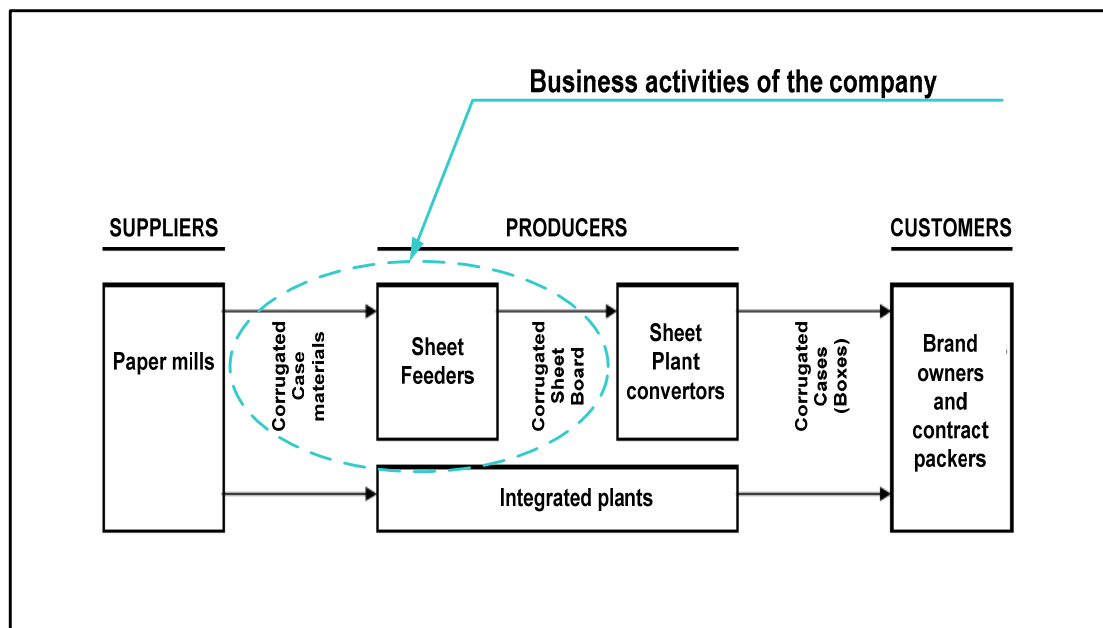 Business activities of the company
SUPPLIERS
PRODUCERS
CUSTOMERS
Paper mills
Corrugated
Case
materials
Sheet
Feeders
Corrugated
Sheet
Board
Sheet
Plant
convertors
Corrugated
Cases
(Boxes)
Brand
owners
and
contract
packers
Integrated plants